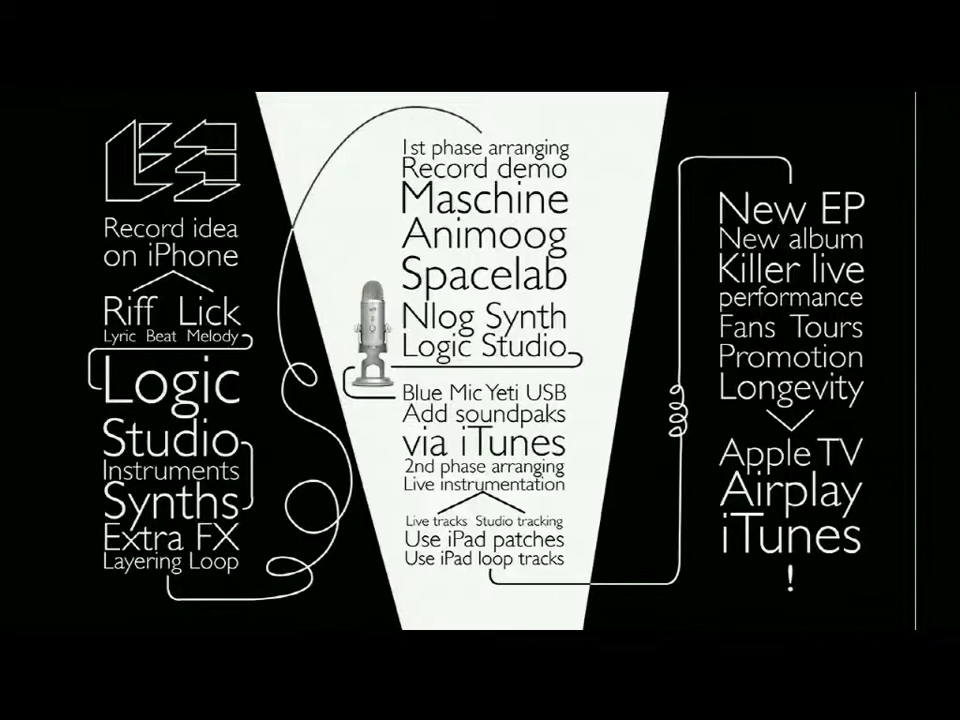 Record idea
on iPhone
Riff Lick
Lyric Beat Melody
Logic
Studio
Instruments
Synths
Extra FX
Layering Loop
1st phase arranging
Record demo
Maschine
Animoog
Spacelab
Nlog Synth
Logic Studio
Blue Mic Yeti USB
Add soundpaks
via iTunes
2nd phase arranging
Live instrumentation
Live tracks Studio tracking
Use iPad patches
Use iPad loop tracks
New EP
New album
Killer live
performance
Fans Tours
Promotion
Longevity
Apple TV
Airplay
iTunes
!